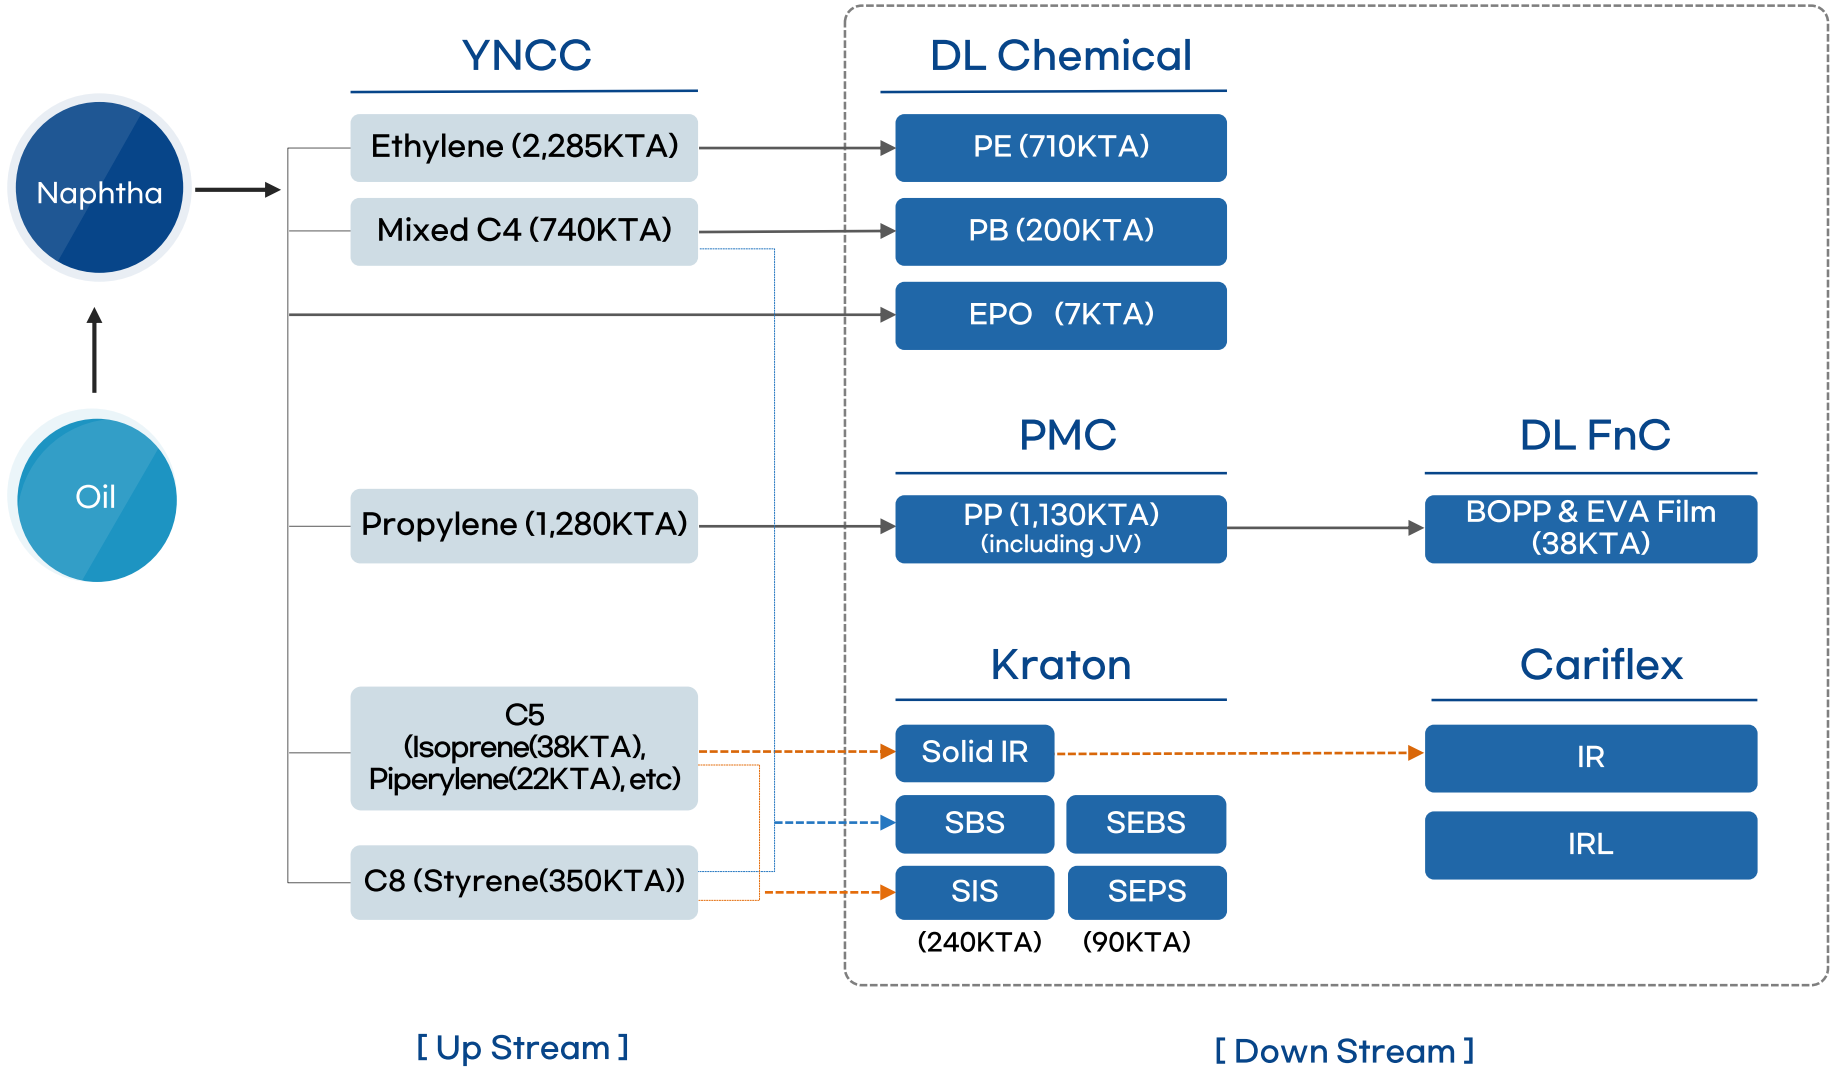 YNCC
DL Chemical
Naphtha
Ethylene (2,285KTA)
PE (710KTA)
Mixed C4 (740KTA)
PB (200KTA)
EPO (7KTA)
PMC
DL FnC
Oil
Propylene (1,280KTA)
PP (1,130KTA)
(including JV)
BOPP & EVA Film
(38KTA)
Kraton
Cariflex
C5
(Isoprene(38KTA),
Piperylene(22KTA), etc)
Solid IR
IR
SBS
SEBS
IRL
C8 (Styrene(350KTA))
SIS
SEPS
(240KTA)
(90KTA)
[ Up Stream ]
[ Down Stream ]